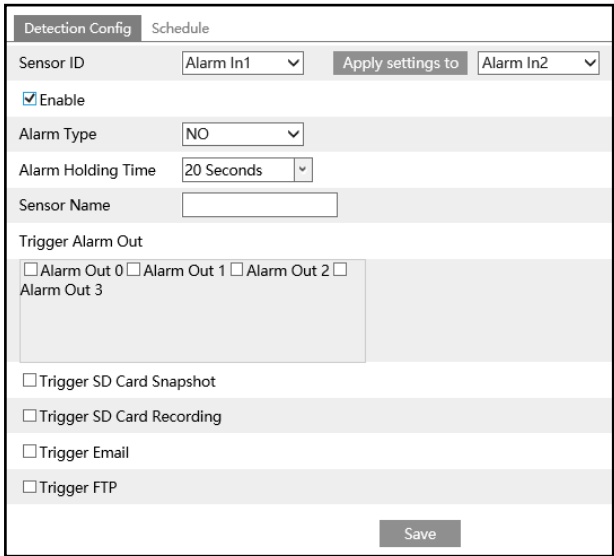 Detection Config Schedule
Sensor ID Alarm In1 Apply settings to Alarm In2
Enable
Alarm Type NO
Alarm Holding Time 20 Seconds
Sensor Name
Trigger Alarm Out
Alarm Out 0 Alarm Out 1 Alarm Out 2
Alarm Out 3
Trigger SD Card Snapshot
Trigger SD Card Recording
Trigger Email
Trigger FTP
Save